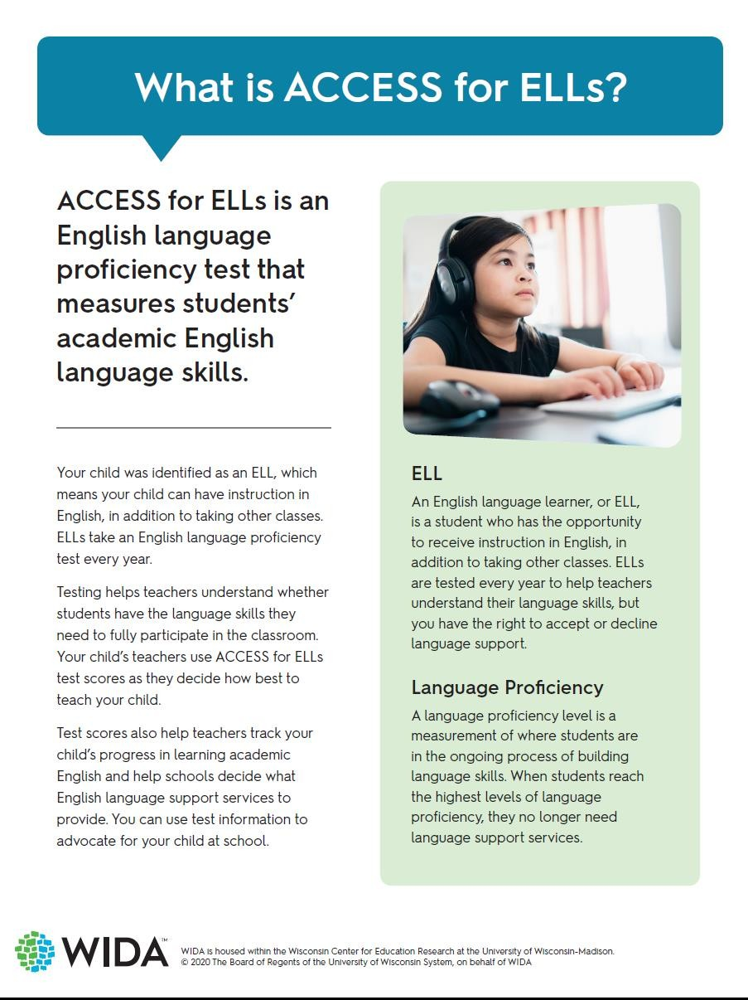 What is ACCESS for ELLs?
ACCESS for ELLs is an
English language
proficiency test that
measures students’
academic English
language skills.
Your child was identified as an ELL, which
means your child can have instruction in
English, in addition to taking other classes.
ELLs take an English language proficiency
test every year.
Testing helps teachers understand whether
students have the language skills they
need to fully participate in the classroom.
Your child’s teachers use ACCESS for ELLs
test scores as they decide how best to
teach your child.
Test scores also help teachers track your
child’s progress in learning academic
English and help schools decide what
English language support services to
provide. You can use test information to
advocate for your child at school.
ELL
An English language learner, or ELL,
is a student who has the opportunity
to receive instruction in English, in
addition to taking other classes. ELLs
are tested every year to help teachers
understand their language skills, but
you have the right to accept or decline
language support.
Language Proficiency
A language proficiency level is a
measurement of where students are
in the ongoing process of building
language skills. When students reach
the highest levels of language
proficiency, they no longer need
language support services.
WIDA™
WIDA is housed within the Wisconsin Center for Education Research at the University of Wisconsin-Madison.
© 2020 The Board of Regents of the University of Wisconsin System, on behalf of WIDA